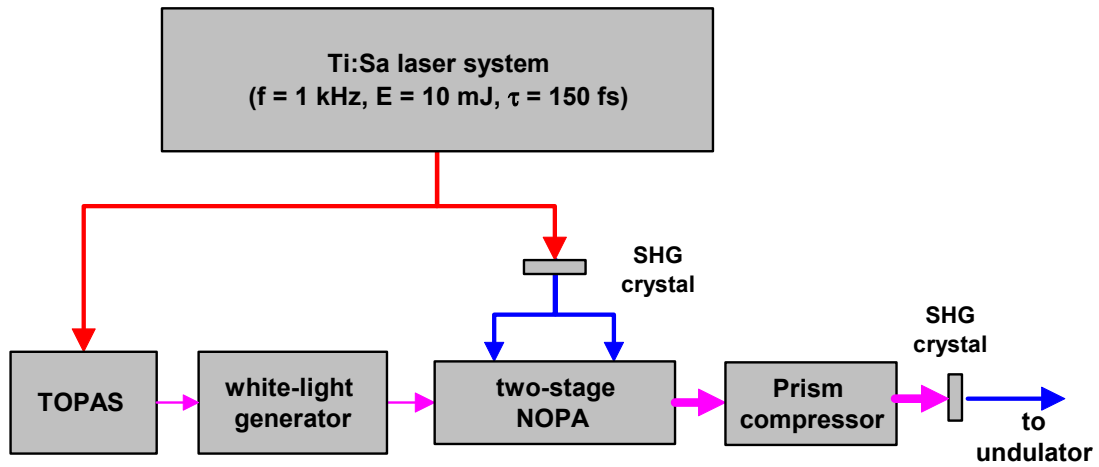 Ti:Sa laser system
(f = 1 kHz, E = 10 mJ, τ = 150 fs)
SHG
crystal
SHG
crystal
TOPAS
white-light
generator
two-stage
NOPA
Prism
compressor
to
undulator